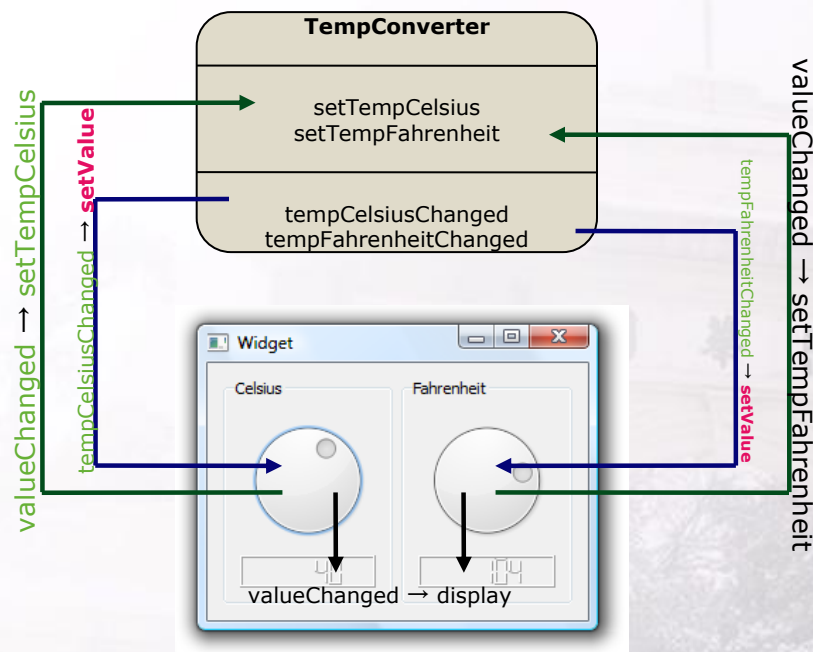 TempConverter
setTempCelsius
setTempFahrenheit
tempCelsiusChanged
tempFahrenheitChanged
valueChanged → setTempCelsius
tempCelsiusChanged → setValue
tempFahrenheitChanged → setValue
valueChanged → setTempFahrenheit
Widget
Celsius
Fahrenheit
40
104
valueChanged → display